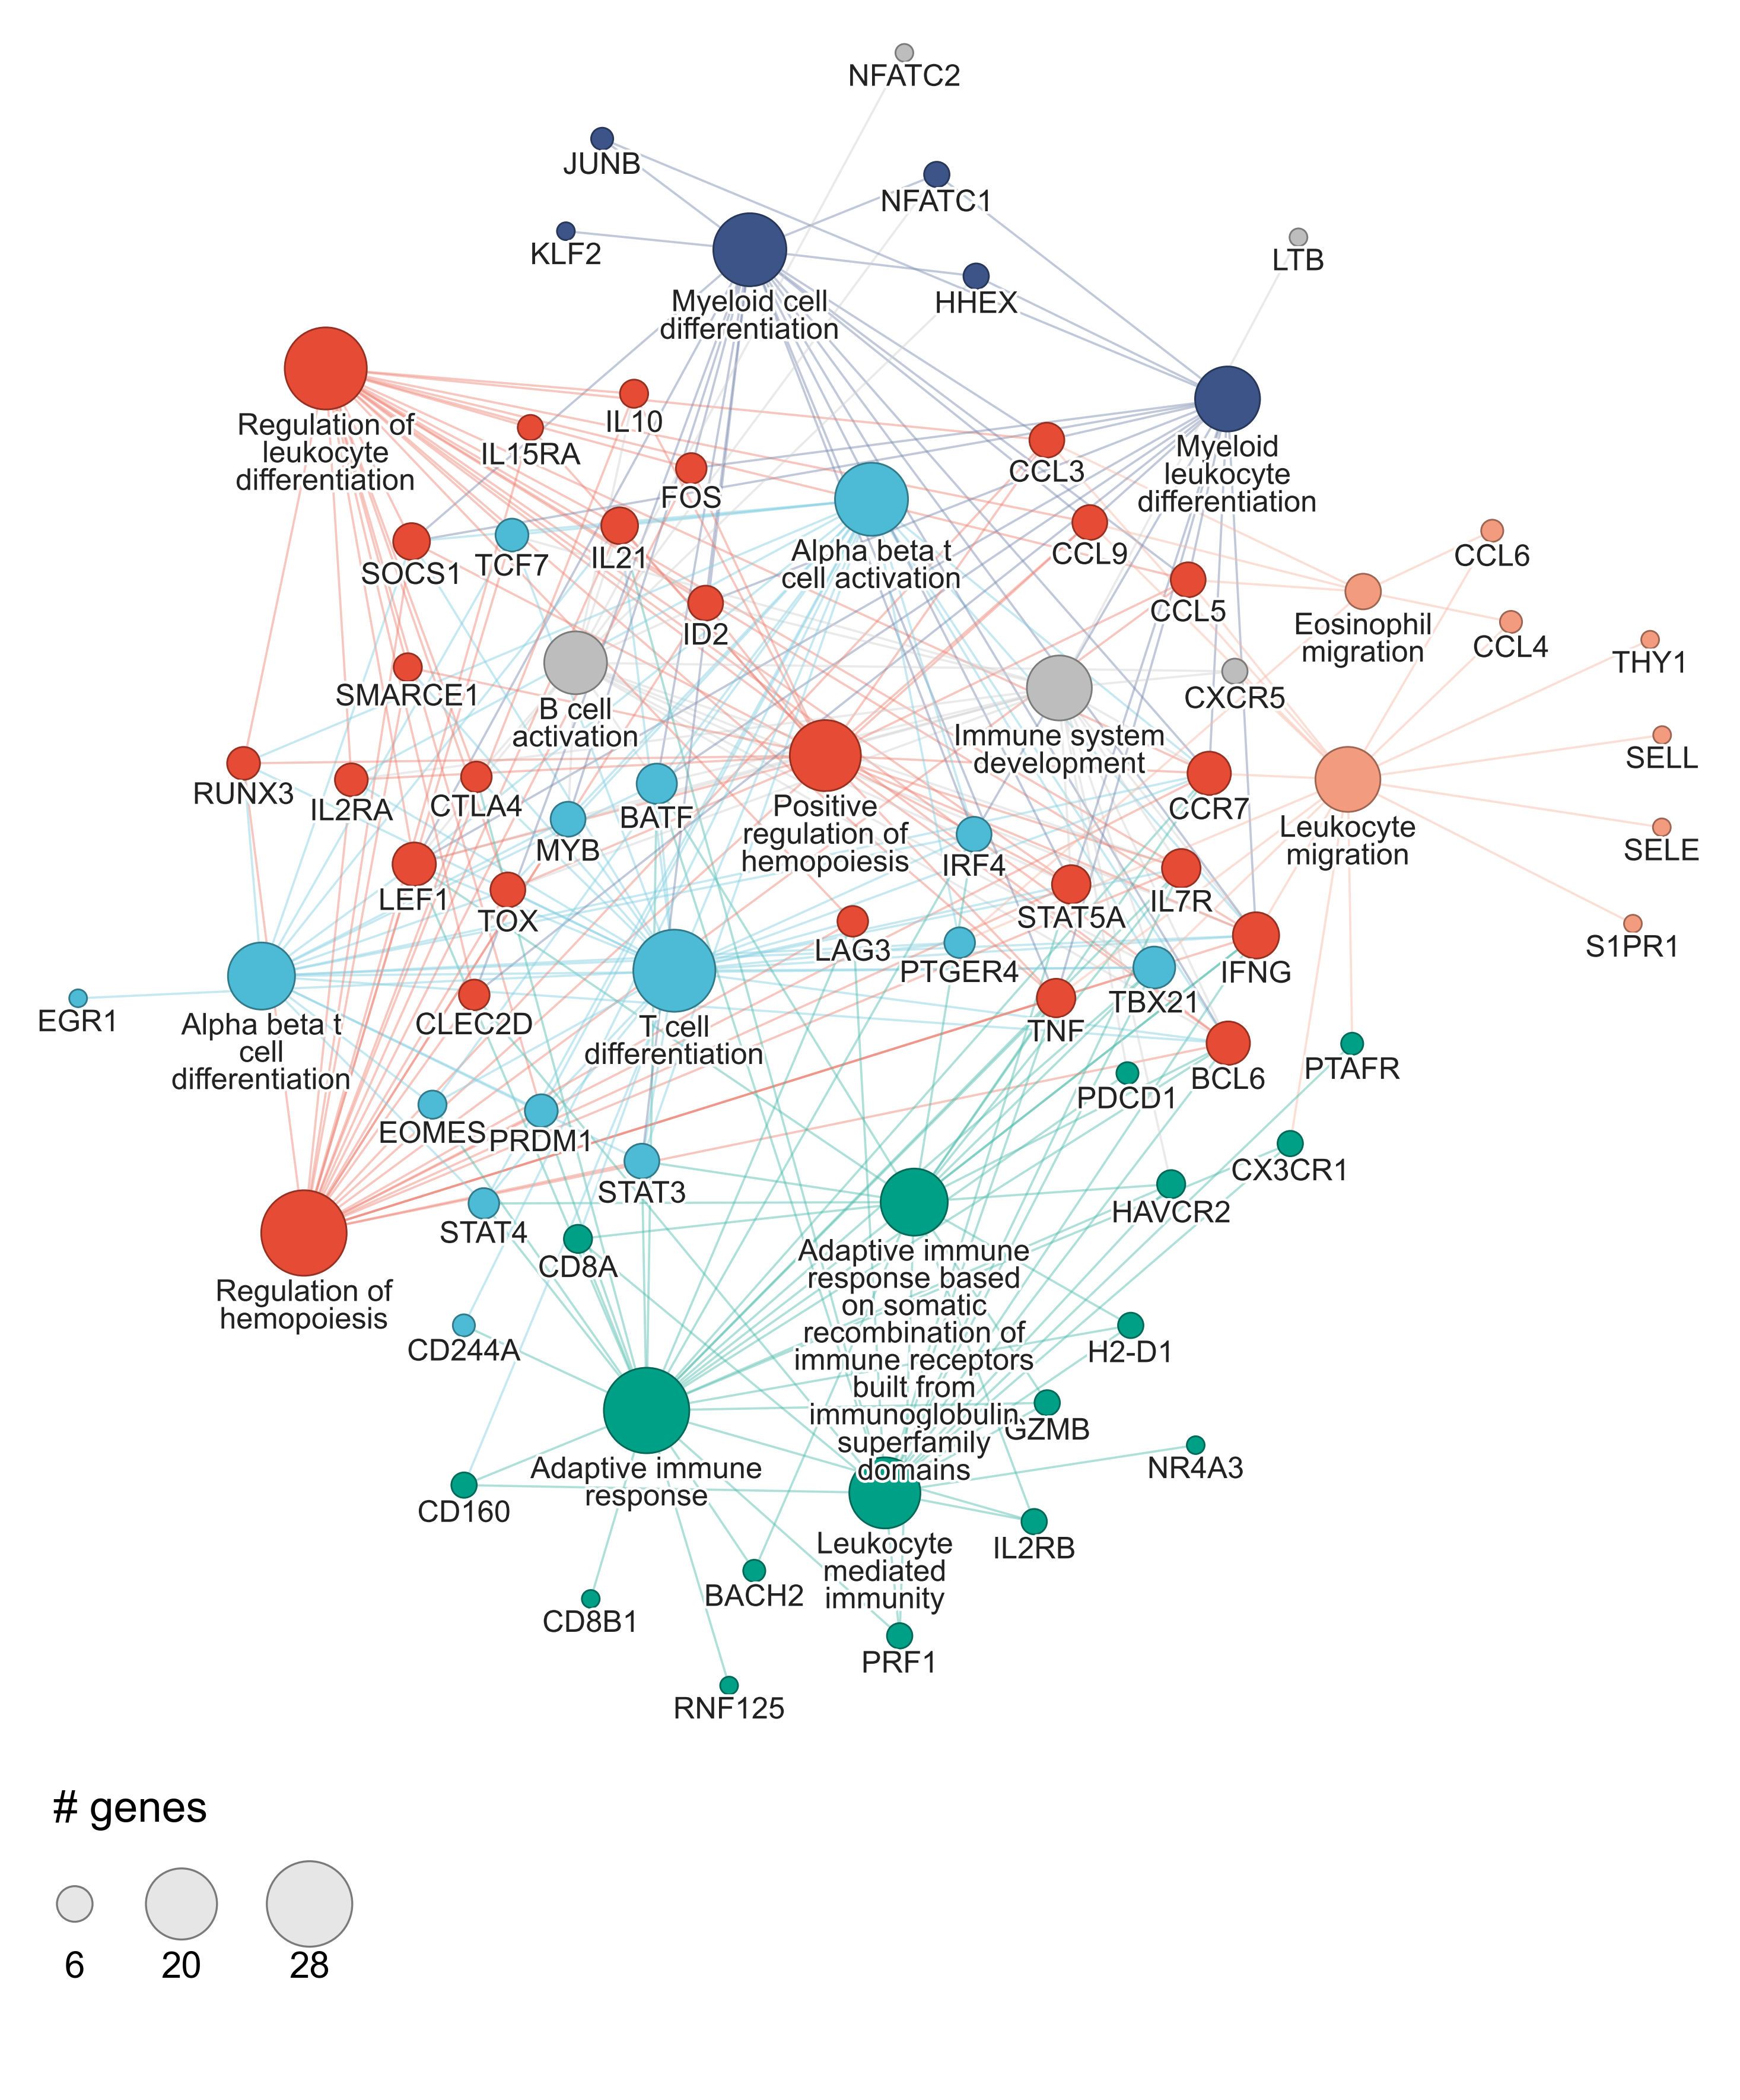 NFATC2
JUNB
NFATC1
KLF2
LTB
HHEX
Myeloid cell
differentiation
Regulation of
leukocyte
differentiation
IL10
IL15RA
CCL3
Myeloid
leukocyte
differentiation
FOS
SOCS1
TCF7
IL21
Alpha beta t
cell activation
CCL9
CCL6
CCL5
Eosinophil
migration
CCL4
THY1
ID2
SMARCE1
B cell
activation
Immune system
development
CXCR5
SELL
RUNX3
IL2RA
CTLA4
BATF
MYB
Positive
regulation of
hemopoiesis
IRF4
CCR7
Leukocyte
migration
SELE
LEF1
TOX
LAG3
PTGER4
STAT5A
IL7R
IFNG
S1PR1
EGR1
Alpha beta t
cell
differentiation
CLEC2D
T cell
differentiation
TNF
TBX21
BCL6
PTAFR
PDCD1
EOMES
PRDM1
STAT3
STAT4
CD8A
HAVCR2
CX3CR1
Regulation of
hemopoiesis
CD244A
Adaptive immune
response based
on somatic
recombination of
immune receptors
built from
immunoglobulin
superfamily
domains
H2-D1
GZMB
NR4A3
Adaptive immune
response
CD160
Leukocyte
mediated
immunity
IL2RB
BACH2
CD8B1
PRF1
RNF125
# genes
6 20 28